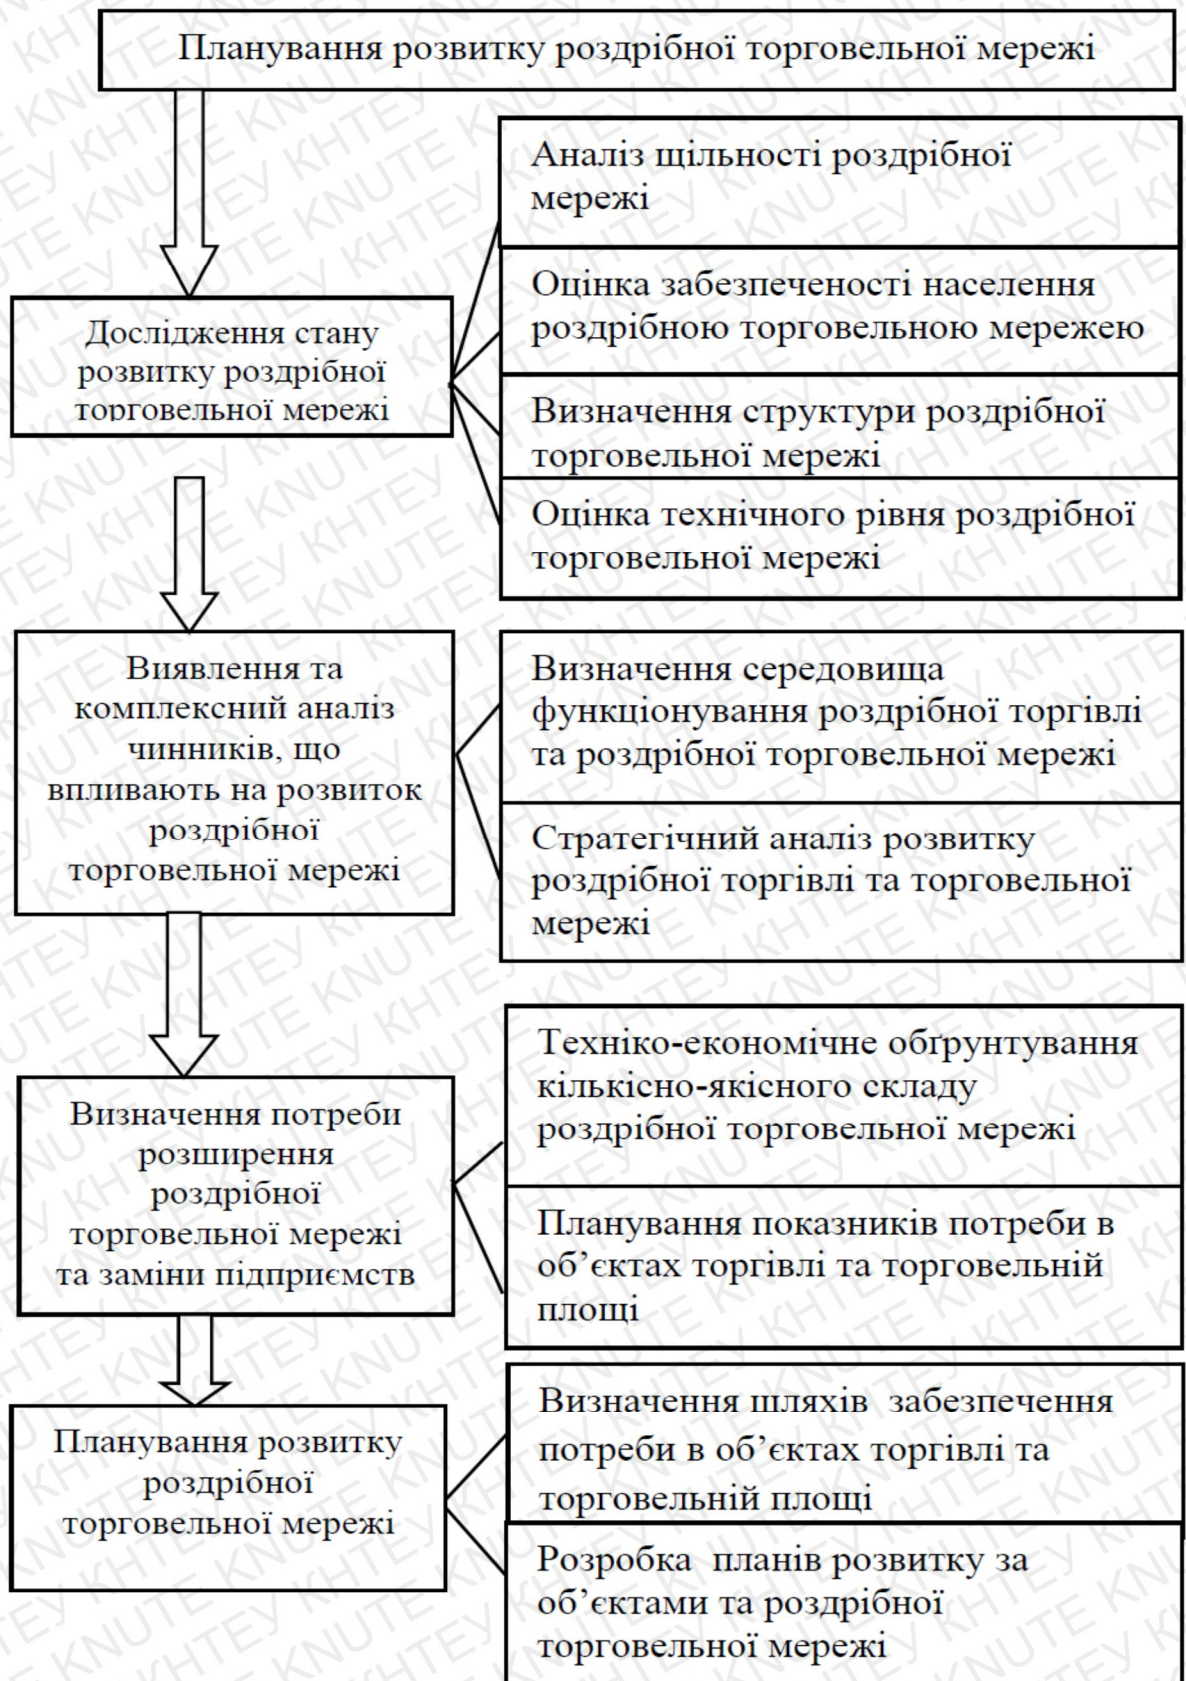 Планування розвитку роздрібної торговельної мережі
Аналіз щільності роздрібної
мережі
Оцінка забезпеченості населення
роздрібною торговельною мережею
Визначення структури роздрібної
торговельної мережі
Оцінка технічного рівня роздрібної
торговельної мережі
Дослідження стану
розвитку роздрібної
торговельної мережі
Виявлення та
комплексний аналіз
чинників, що
впливають на розвиток
роздрібної
торговельної мережі
Визначення середовища
функціонування роздрібної торгівлі
та роздрібної торговельної мережі
Стратегічний аналіз розвитку
роздрібної торгівлі та торговельної
мережі
Визначення потреби
розширення
роздрібної
торговельної мережі
та заміни підприємств
Техніко-економічне обґрунтування
кількісно-якісного складу
роздрібної торговельної мережі
Планування показників потреби в
об’єктах торгівлі та торговельній
площі
Планування розвитку
роздрібної
торговельної мережі
Визначення шляхів забезпечення
потреби в об’єктах торгівлі та
торговельній площі
Розробка планів розвитку за
об’єктами та роздрібної
торговельної мережі